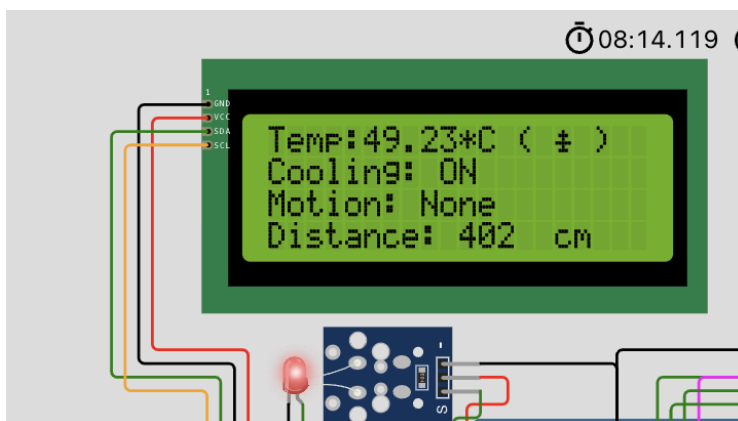 08:14.119
1
GND
VCC
SDA
SCL
Temp:49.23*C ( ‡ )
Cooling: ON
Motion: None
Distance: 402 cm
S
-